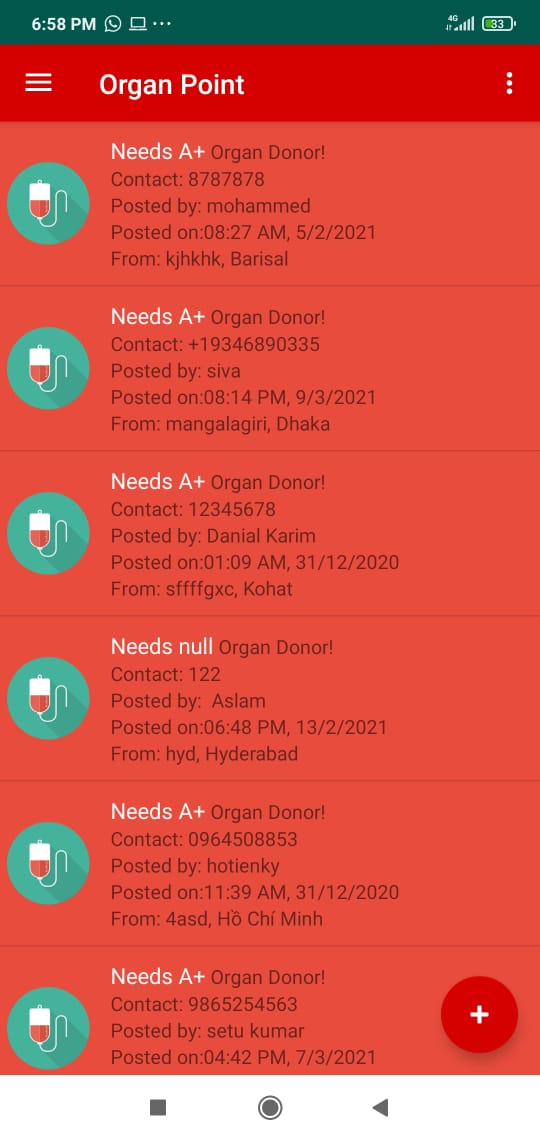 6:58 PM
4G
33
Organ Point
Needs A+ Organ Donor!
Contact: 8787878
Posted by: mohammed
Posted on:08:27 AM, 5/2/2021
From: kjhkhk, Barisal
Needs A+ Organ Donor!
Contact: +19346890335
Posted by: siva
Posted on:08:14 PM, 9/3/2021
From: mangalagiri, Dhaka
Needs A+ Organ Donor!
Contact: 12345678
Posted by: Danial Karim
Posted on:01:09 AM, 31/12/2020
From: sffffgxc, Kohat
Needs null Organ Donor!
Contact: 122
Posted by:  Aslam
Posted on:06:48 PM, 13/2/2021
From: hyd, Hyderabad
Needs A+ Organ Donor!
Contact: 0964508853
Posted by: hotienky
Posted on:11:39 AM, 31/12/2020
From: 4asd, Hồ Chí Minh
Needs A+ Organ Donor!
Contact: 9865254563
Posted by: setu kumar
Posted on:04:42 PM, 7/3/2021